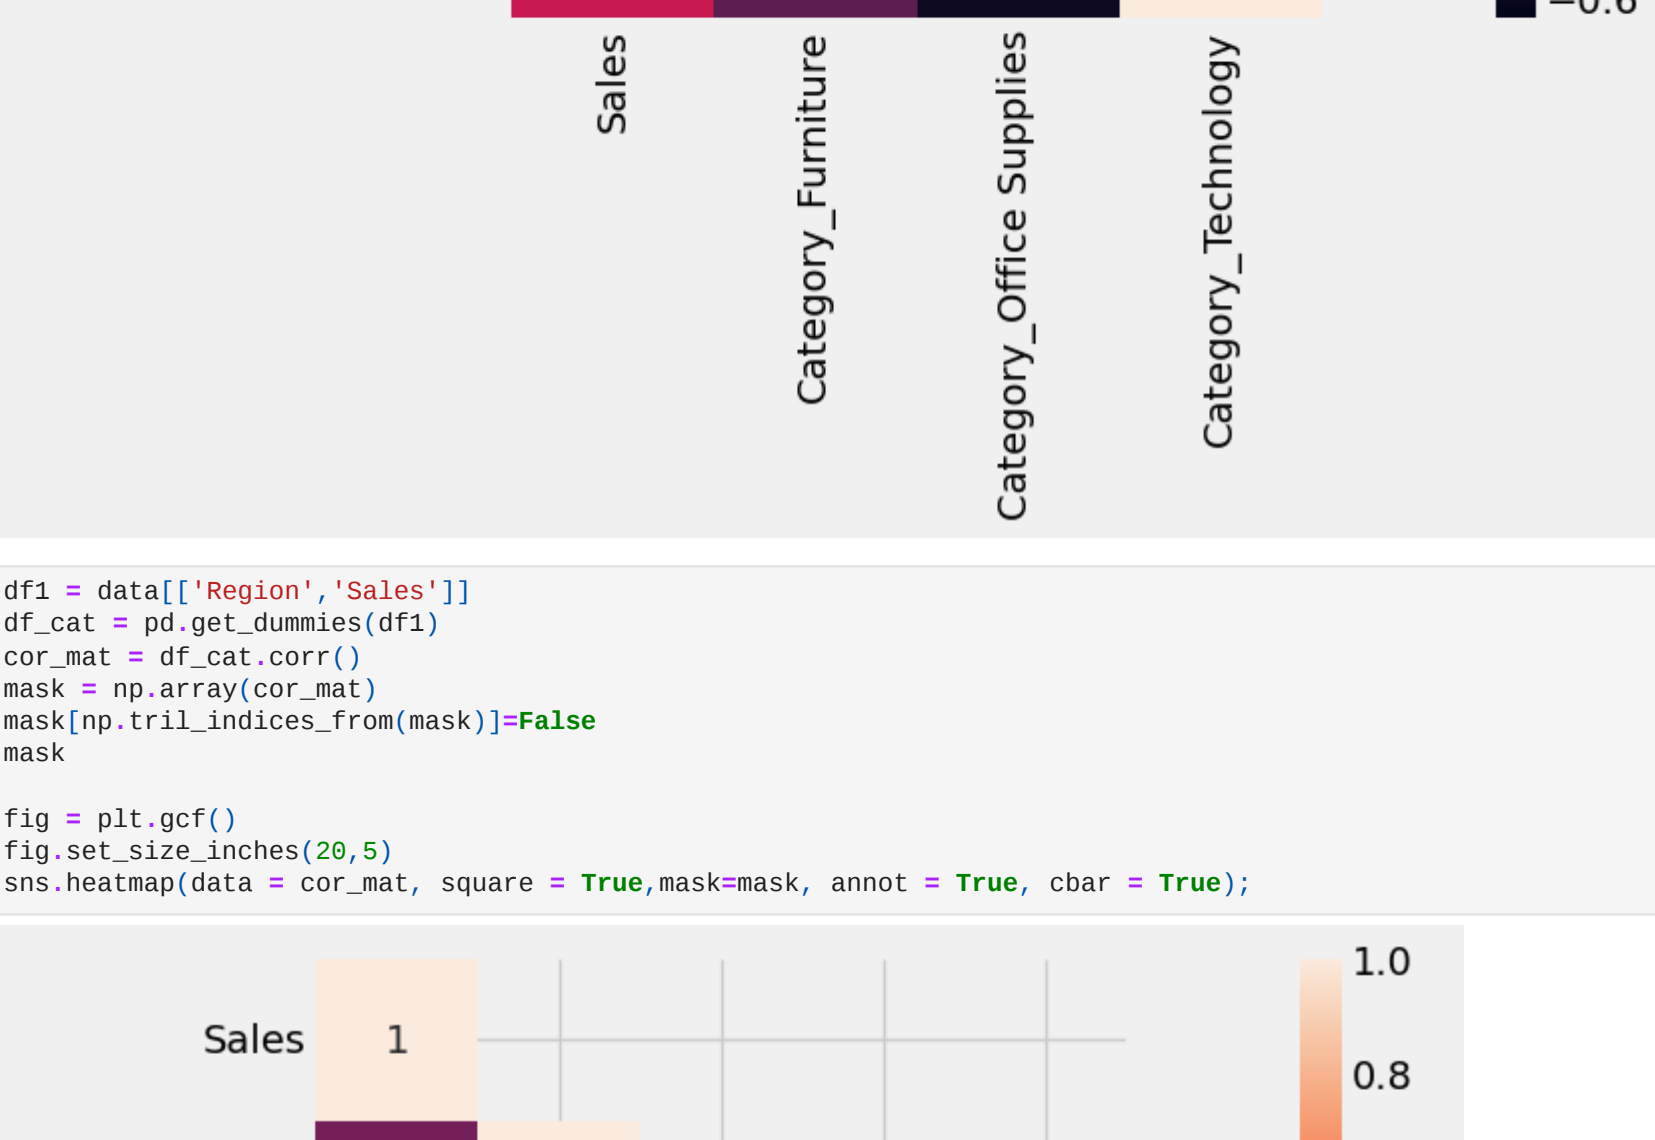 −0.6
Sales
Category_Furniture
Category_Office Supplies
Category_Technology
df1 = data[['Region','Sales']]
df_cat = pd.get_dummies(df1)
cor_mat = df_cat.corr()
mask = np.array(cor_mat)
mask[np.tril_indices_from(mask)]=False
mask
fig = plt.gcf()
fig.set_size_inches(20,5)
sns.heatmap(data = cor_mat, square = True,mask=mask, annot = True, cbar = True);
1.0
Sales 1
0.8